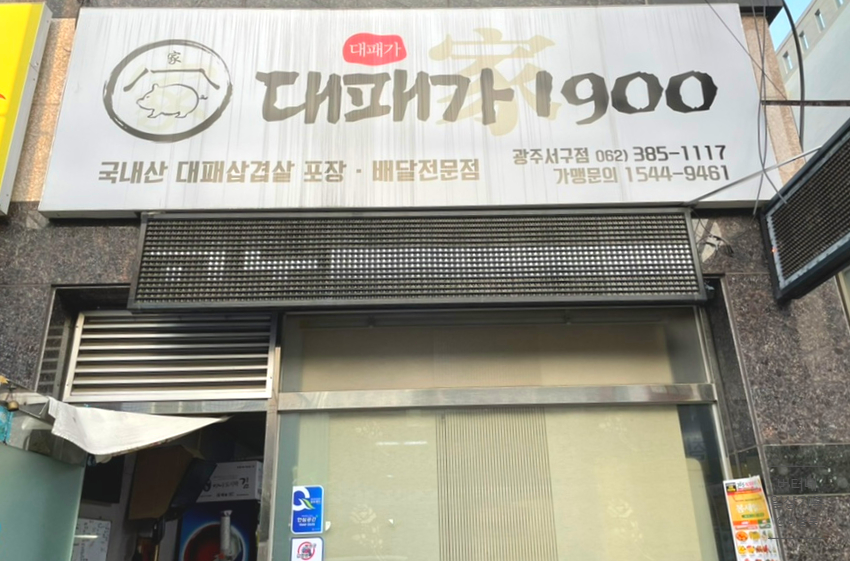 대패가
家
家
대패가1900
국내산 대패삼겹살 포장 · 배달전문점
광주서구점 062) 385-1117
가맹문의 1544-9461
김